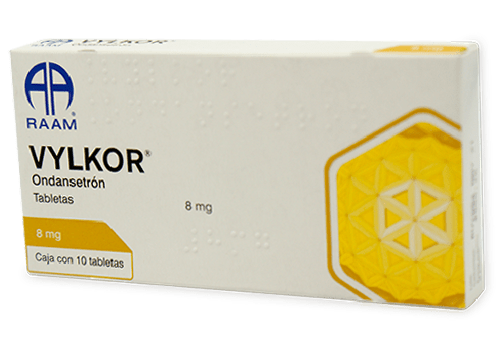 RAAM®
VYLKOR®
Ondansetrón
Tabletas
8 mg
8 mg
Caja con 10 tabletas